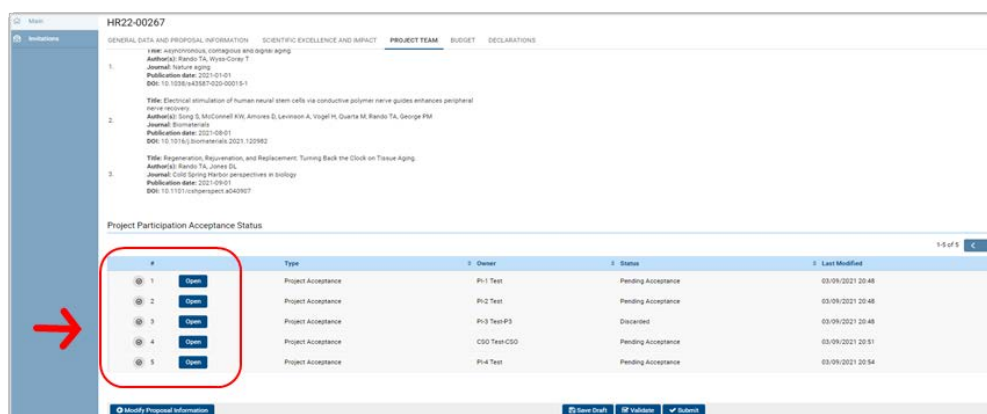 Main
HR22-00267
Invitations
GENERAL DATA AND PROPOSAL INFORMATION SCIENTIFIC EXCELLENCE AND IMPACT PROJECT TEAM BUDGET DECLARATIONS
Title: Asynchronous, contagious and digital aging
Author(s): Rando TA, Wyss-Coray T
1. Journal: Nature aging
Publication date: 2021-01-01
DOI: 10.1038/s43587-020-00015-1
Title: Electrical stimulation of human neural stem cells via conductive polymer nerve guides enhances peripheral
nerve recovery.
2. Author(s): Song S, McConnell KW, Amores D, Levinson A, Vogel H, Quarta M, Rando TA, George PM
Journal: Biomaterials
Publication date: 2021-08-01
DOI: 10.1016/j.biomaterials.2021.120982
Title: Regeneration, Rejuvenation, and Replacement: Turning Back the Clock on Tissue Aging.
Author(s): Rando TA, Jones DL
3. Journal: Cold Spring Harbor perspectives in biology
Publication date: 2021-09-01
DOI: 10.1101/cshperspect.a040907
Project Participation Acceptance Status
1-5 of 5
# Type Owner Status Last Modified
1 Open Project Acceptance PI-1 Test Pending Acceptance 03/09/2021 20:48
2 Open Project Acceptance PI-2 Test Pending Acceptance 03/09/2021 20:48
3 Open Project Acceptance PI-3 Test-P3 Discarded 03/09/2021 20:48
4 Open Project Acceptance CSO Test-CSO Pending Acceptance 03/09/2021 20:51
5 Open Project Acceptance PI-4 Test Pending Acceptance 03/09/2021 20:54
Modify Proposal Information Save Draft Validate Submit